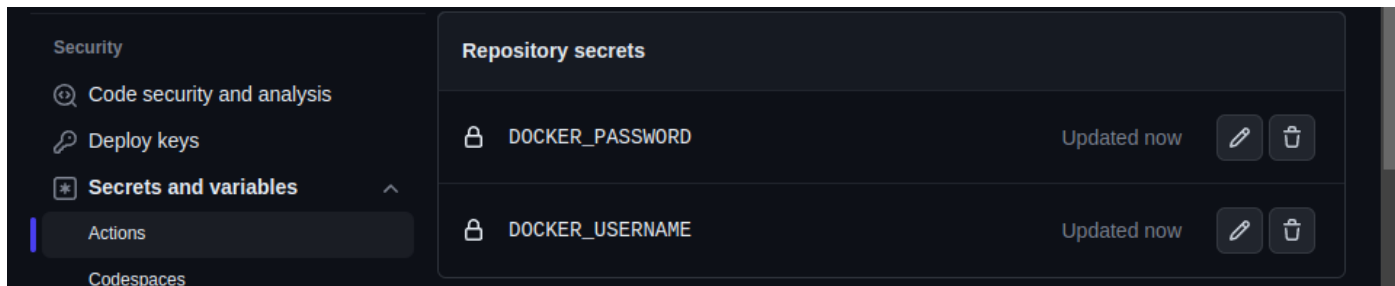 Security
Code security and analysis
Deploy keys
Secrets and variables
Actions
Codespaces
Repository secrets
DOCKER_PASSWORD Updated now
DOCKER_USERNAME Updated now